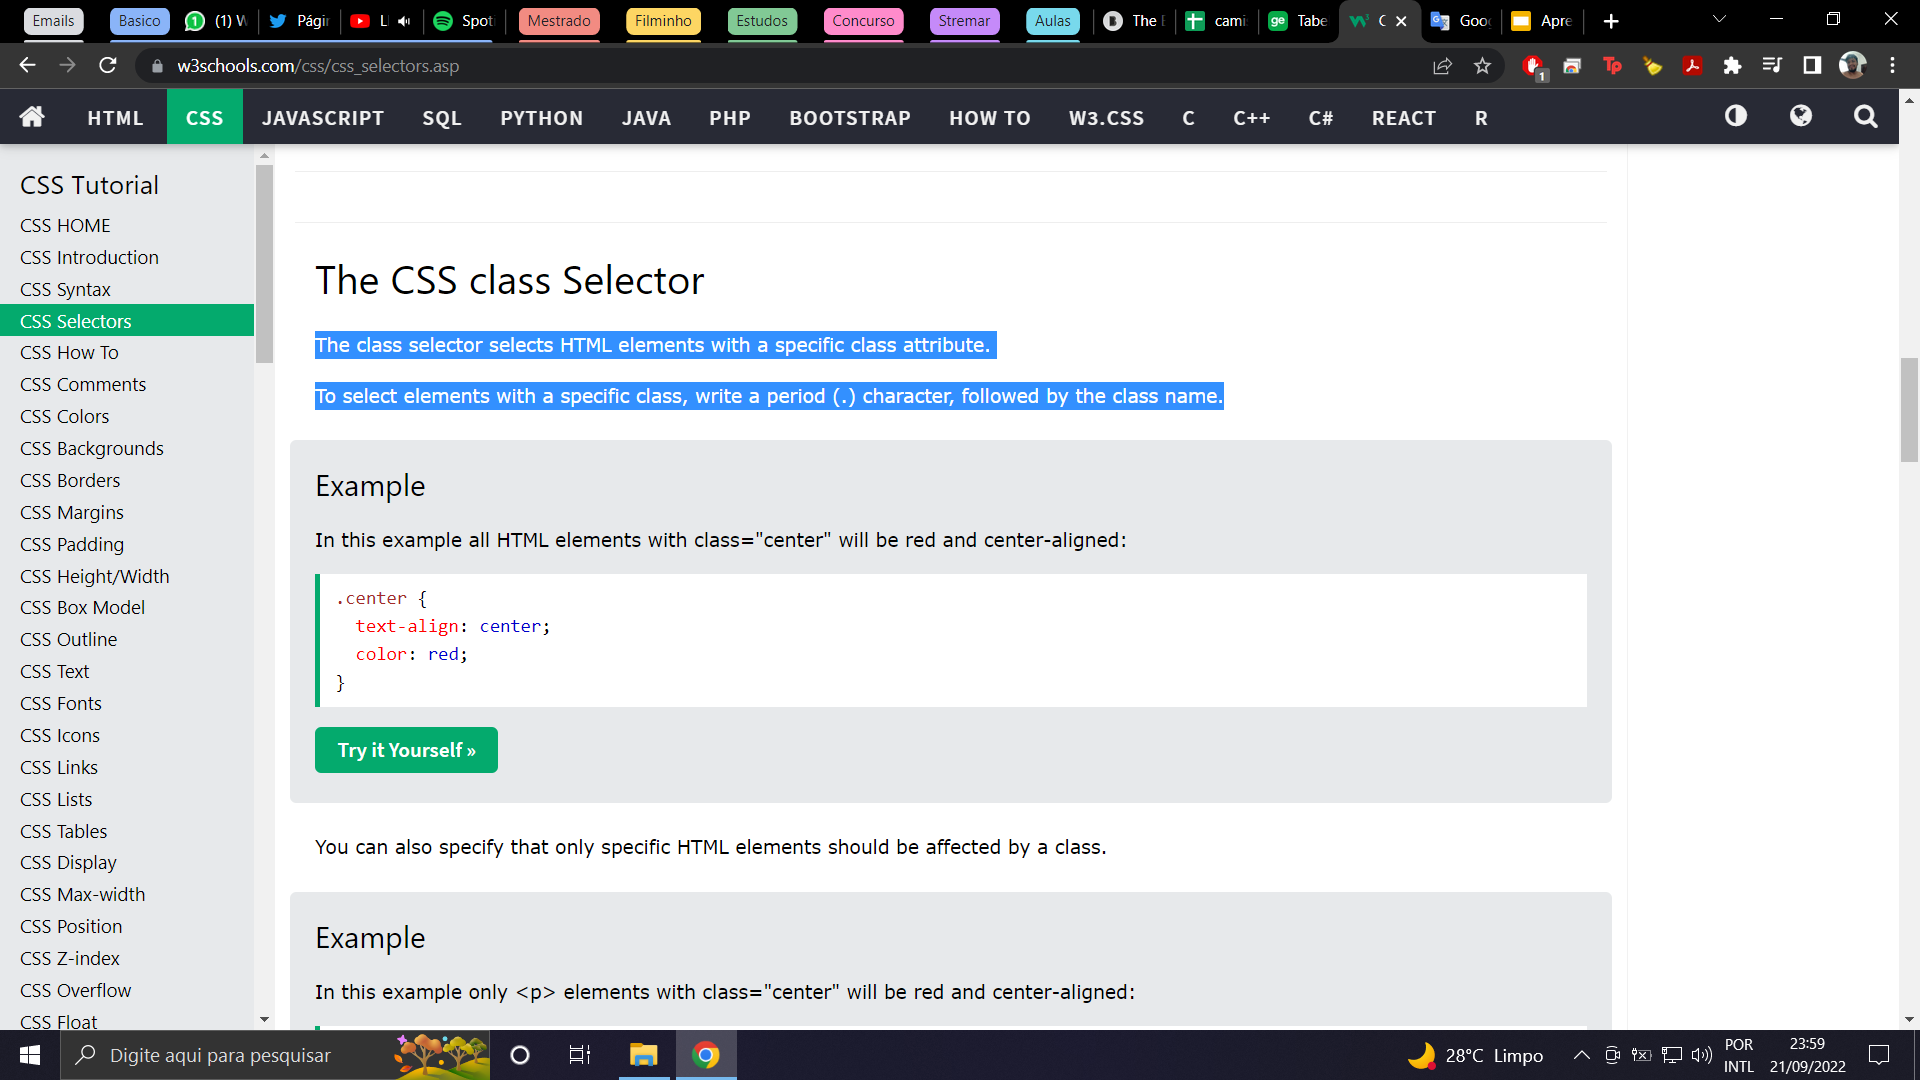 Emails
Basico
(1) W
Págir
Spoti
Mestrado
Filminho
Estudos
Concurso
Stremar
Aulas
The E
cami
Tabe
Goo
Apre
w3schools.com/css/css_selectors.asp
1
HTML
CSS
JAVASCRIPT
SQL
PYTHON
JAVA
PHP
BOOTSTRAP
HOW TO
W3.CSS
C
C++
C#
REACT
R
CSS Tutorial
CSS HOME
CSS Introduction
CSS Syntax
CSS Selectors
CSS How To
CSS Comments
CSS Colors
CSS Backgrounds
CSS Borders
CSS Margins
CSS Padding
CSS Height/Width
CSS Box Model
CSS Outline
CSS Text
CSS Fonts
CSS Icons
CSS Links
CSS Lists
CSS Tables
CSS Display
CSS Max-width
CSS Position
CSS Z-index
CSS Overflow
CSS Float
The CSS class Selector
The class selector selects HTML elements with a specific class attribute.
To select elements with a specific class, write a period (.) character, followed by the class name.
Example
In this example all HTML elements with class="center" will be red and center-aligned:
.center {
text-align: center;
color: red;
}
Try it Yourself »
You can also specify that only specific HTML elements should be affected by a class.
Example
In this example only <p> elements with class="center" will be red and center-aligned:
Digite aqui para pesquisar
28°C Limpo
POR
INTL
23:59
21/09/2022